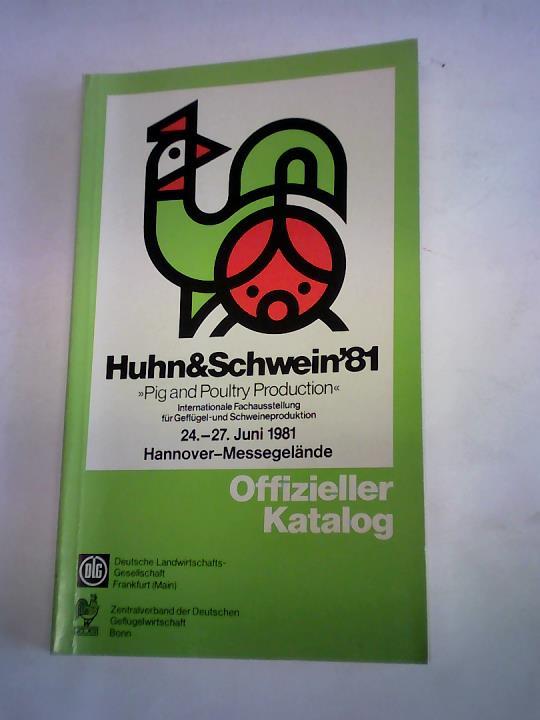 Huhn&Schwein'81
»Pig and Poultry Production«
Internationale Fachausstellung
für Geflügel-und Schweineproduktion
24.–27. Juni 1981
Hannover–Messegelände
Offizieller
Katalog
DLG
Deutsche Landwirtschafts-
Gesellschaft
Frankfurt (Main)
Zentralverband der Deutschen
Geflügelwirtschaft
Bonn